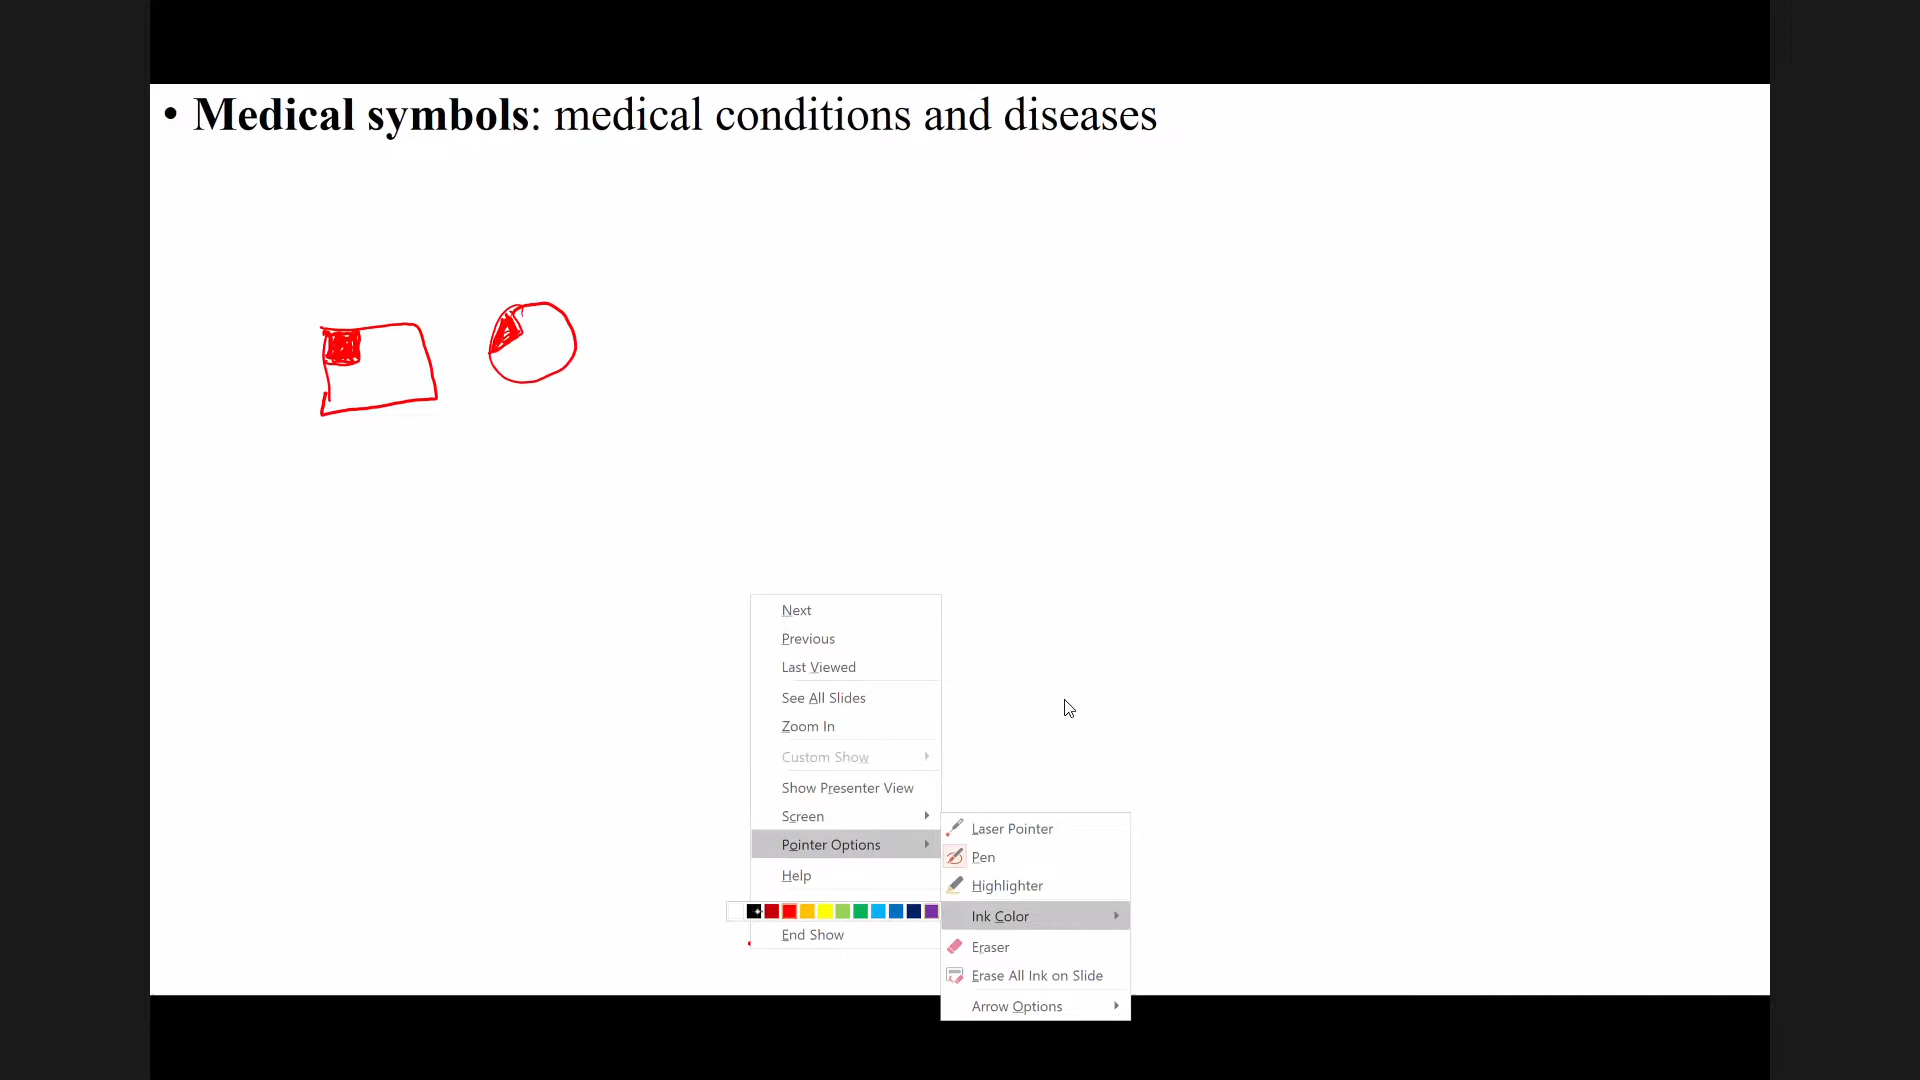 • Medical symbols: medical conditions and diseases
Next
Previous
Last Viewed
See All Slides
Zoom In
Custom Show
Show Presenter View
Screen
Pointer Options
Help
End Show
Laser Pointer
Pen
Highlighter
Ink Color
Eraser
Erase All Ink on Slide
Arrow Options